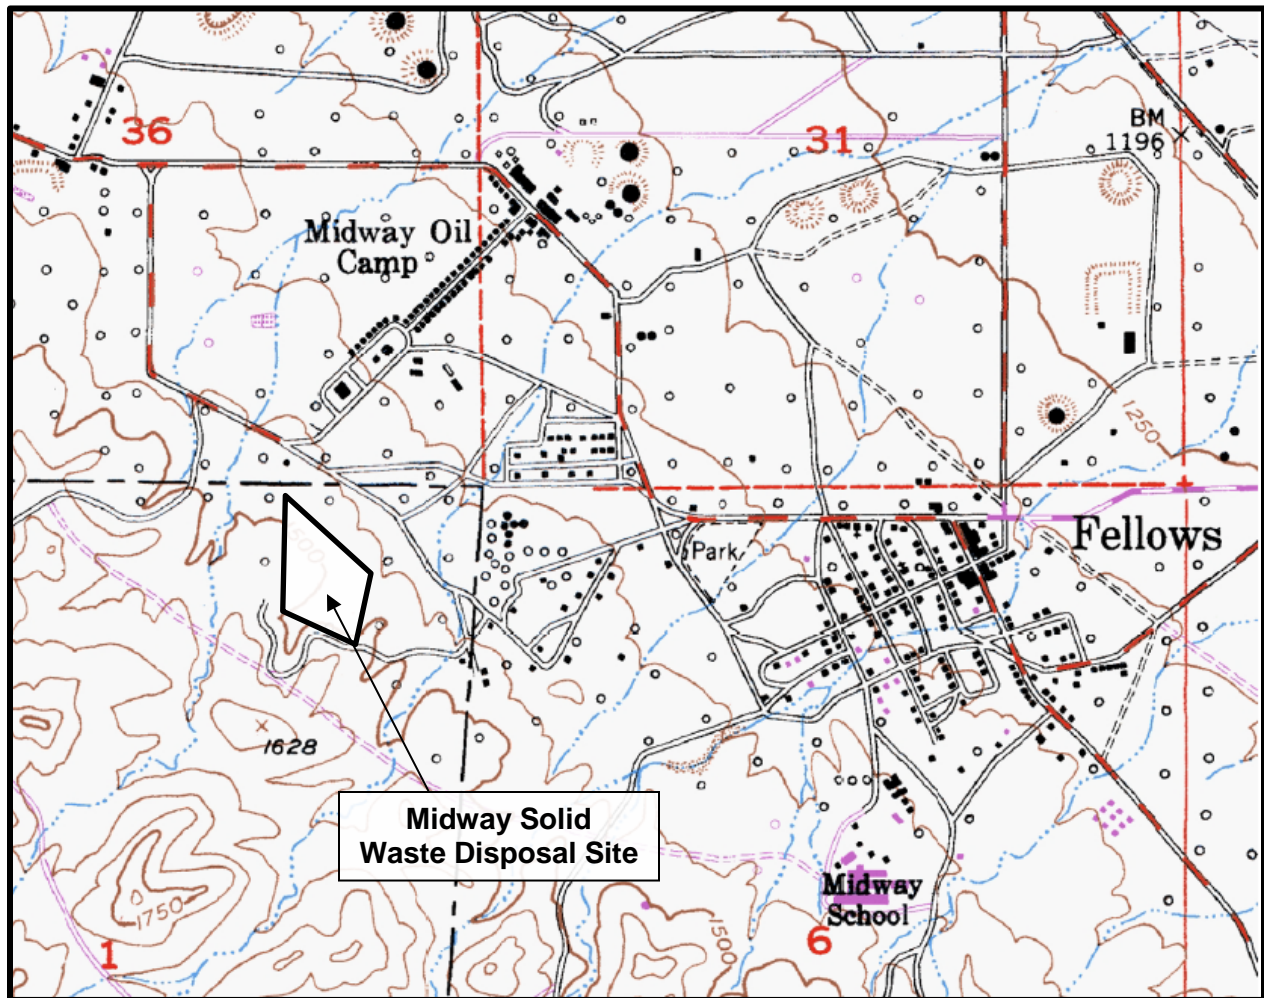 36
31
BM
1196
Midway Oil
Camp
1250
Fellows
Park
1628
Midway Solid
Waste Disposal Site
1750
Midway
School
1
1500
6